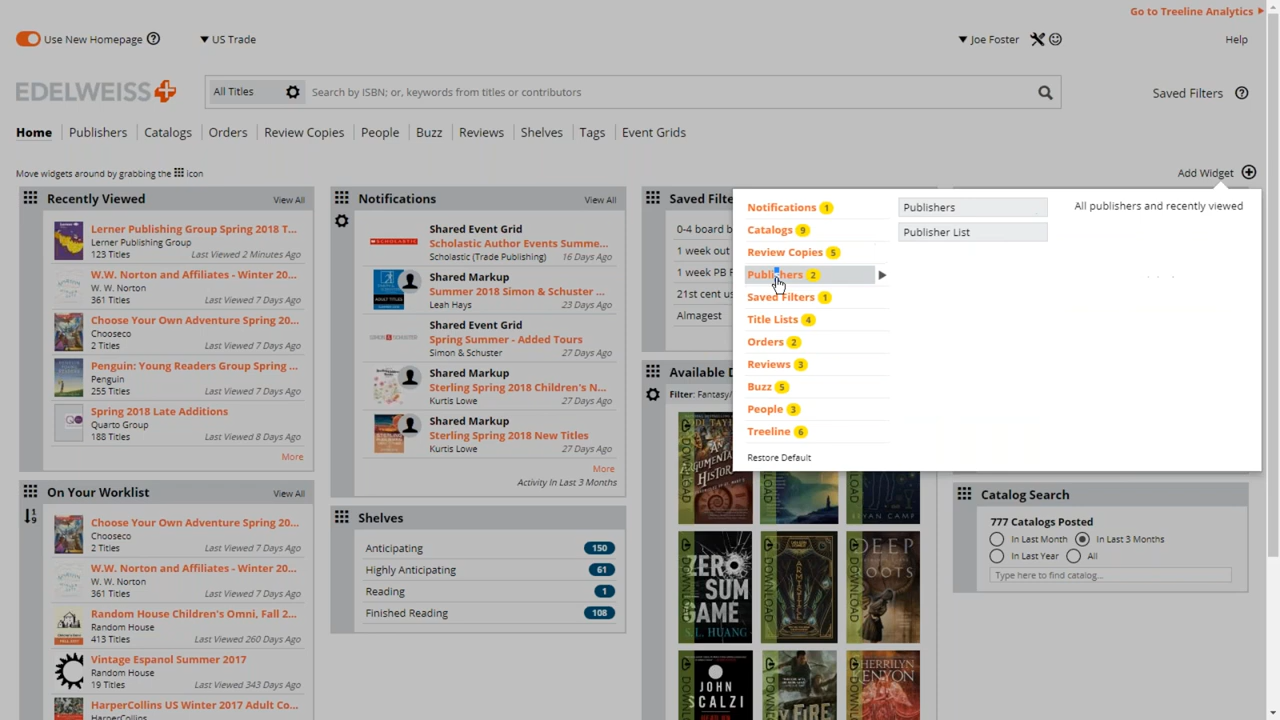 Go to Treeline Analytics
Use New Homepage
US Trade
Joe Foster
Help
EDELWEISS
All Titles
Search by ISBN; or, keywords from titles or contributors
Saved Filters
Home
Publishers
Catalogs
Orders
Review Copies
People
Buzz
Reviews
Shelves
Tags
Event Grids
Move widgets around by grabbing the icon
Add Widget
Recently Viewed
View All
Lerner Publishing Group Spring 2018 T...
Lerner Publishing Group
123 Titles
Last Viewed 2 Minutes Ago
W.W. Norton and Affiliates - Winter 20...
W. W. Norton
361 Titles
Last Viewed 7 Days Ago
Choose Your Own Adventure Spring 20...
Chooseco
2 Titles
Last Viewed 7 Days Ago
Penguin: Young Readers Group Spring ...
Penguin
255 Titles
Last Viewed 7 Days Ago
Spring 2018 Late Additions
Quarto Group
188 Titles
Last Viewed 8 Days Ago
More
On Your Worklist
View All
Choose Your Own Adventure Spring 20...
Chooseco
2 Titles
Last Viewed 7 Days Ago
W.W. Norton and Affiliates - Winter 20...
W. W. Norton
361 Titles
Last Viewed 7 Days Ago
Random House Children's Omni, Fall 2...
Random House
413 Titles
Last Viewed 260 Days Ago
Vintage Espanol Summer 2017
Random House
19 Titles
Last Viewed 343 Days Ago
HarperCollins US Winter 2017 Adult Co...
HarperCollins
Notifications
View All
SCHOLASTIC
Shared Event Grid
Scholastic Author Events Summe...
Scholastic (Trade Publishing)
16 Days Ago
Shared Markup
Summer 2018 Simon & Schuster ...
Leah Hays
23 Days Ago
Shared Event Grid
Spring Summer - Added Tours
Simon & Schuster
27 Days Ago
Shared Markup
Sterling Spring 2018 Children's N...
Kurtis Lowe
27 Days Ago
Shared Markup
Sterling Spring 2018 New Titles
Kurtis Lowe
27 Days Ago
More
Activity In Last 3 Months
Shelves
Anticipating 150
Highly Anticipating 61
Reading 1
Finished Reading 108
Saved Filte
0-4 board b
1 week out
1 week PB F
21st cent us
Almagest
Available D
Filter: Fantasy/
DOWNLOAD
DOWNLOAD
DOWNLOAD
BRYAN CAMP
DOWNLOAD
ZERO
SUM
GAME
S.L. HUANG
DOWNLOAD
DOWNLOAD
DEEP
ROOTS
DOWNLOAD
JOHN
SCALZI
DOWNLOAD
DOWNLOAD
SHERRILYN
KENYON
Notifications 1
Catalogs 9
Review Copies 5
Publishers 2
Saved Filters 1
Title Lists 4
Orders 2
Reviews 3
Buzz 5
People 3
Treeline 6
Restore Default
Publishers
Publisher List
All publishers and recently viewed
Catalog Search
777 Catalogs Posted
In Last Month
In Last 3 Months
In Last Year
All
Type here to find catalog...